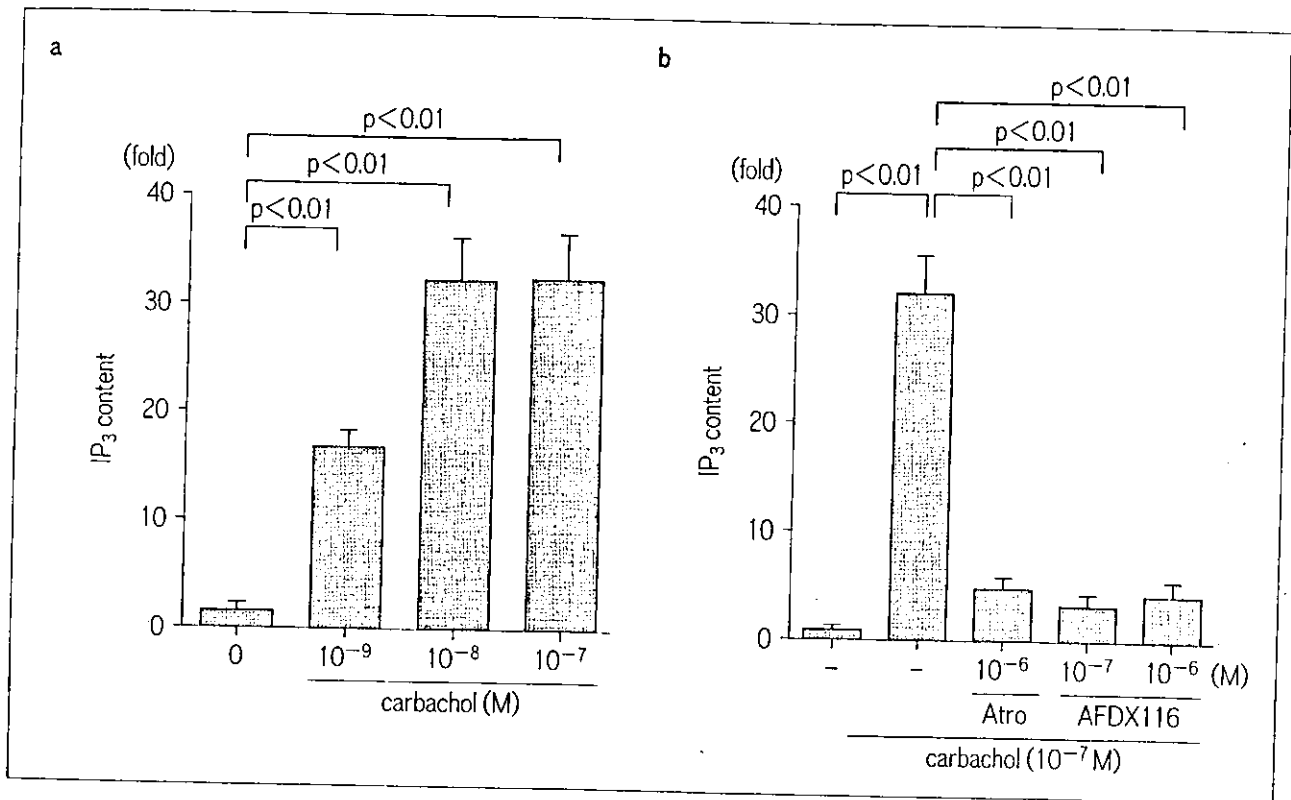 a
p<0.01
p<0.01
p<0.01
(fold)
40
30
20
10
0
IP₃ content
0 10⁻⁹ 10⁻⁸ 10⁻⁷
carbachol (M)
b
p<0.01
p<0.01
p<0.01 p<0.01
(fold)
40
30
20
10
0
IP₃ content
– – 10⁻⁶ 10⁻⁷ 10⁻⁶ (M)
Atro AFDX116
carbachol (10⁻⁷M)